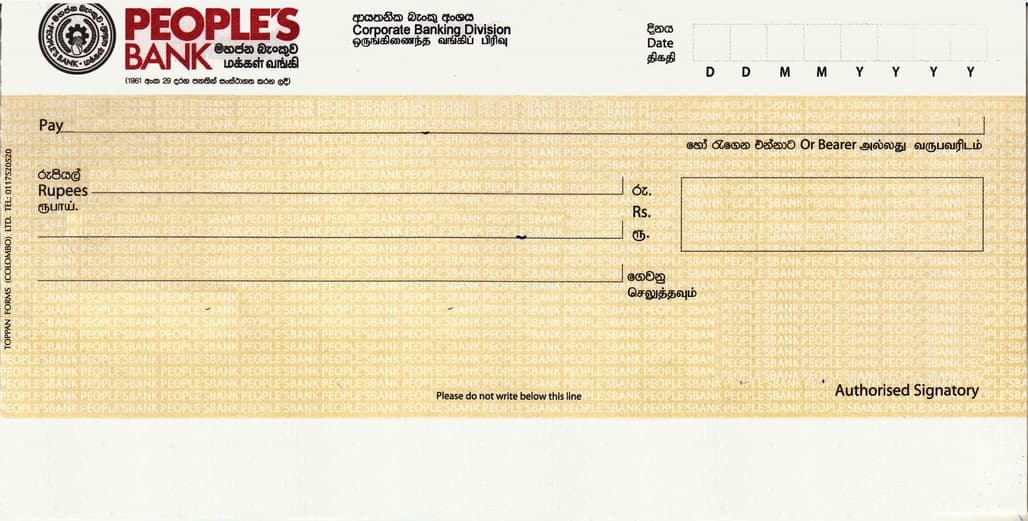 PEOPLE'S
BANK මහජන බැංකුව
மக்கள் வங்கி
(1961 අංක 29 දරන පනතින් සංස්ථාගත කරන ලදී)
ආයතනික බැංකු අංශය
Corporate Banking Division
ஒருங்கிணைந்த வங்கிப் பிரிவு
දිනය
Date
திகதி
D D M M Y Y Y Y
Pay
හෝ රැගෙන එන්නාට Or Bearer அல்லது வருபவரிடம்
රුපියල්
Rupees
ரூபாய்.
රු.
Rs.
ரூ.
ගෙවනු
செலுத்தவும்
Authorised Signatory
Please do not write below this line
TOPPAN FORMS (COLOMBO) LTD. TEL: 0117520520